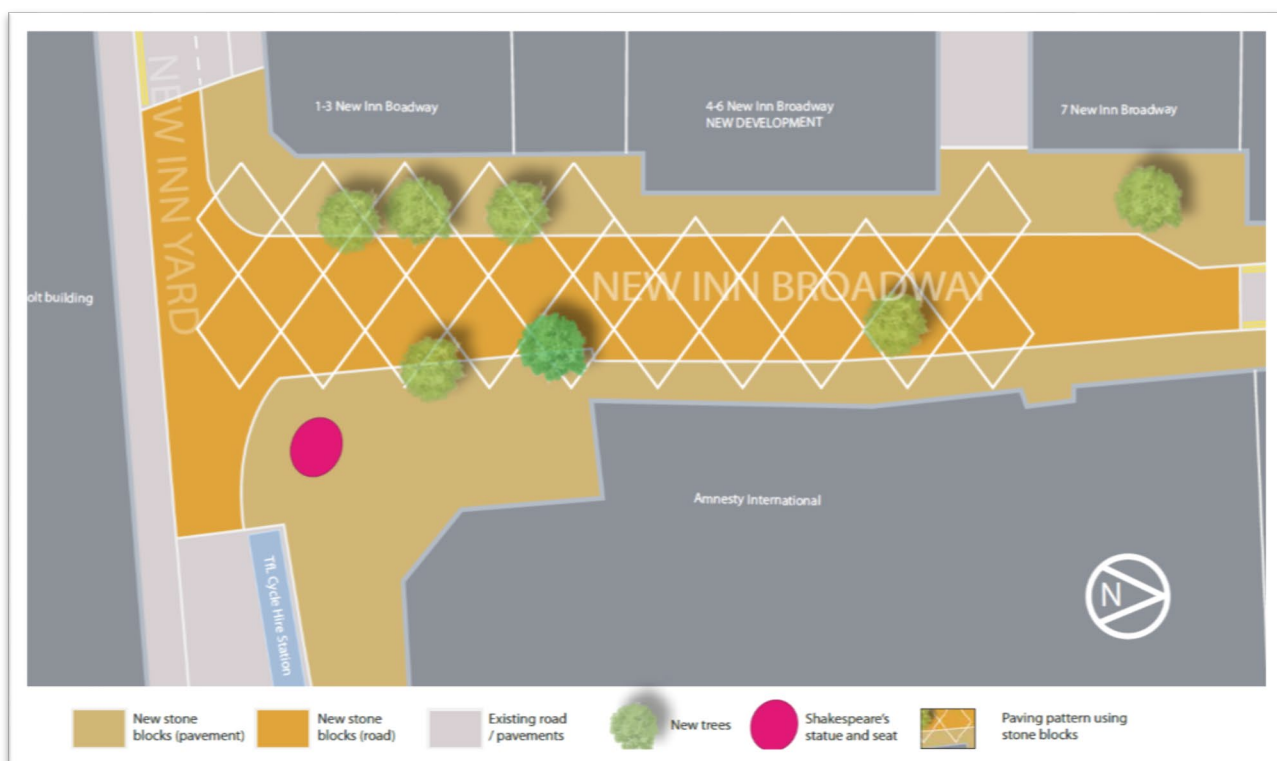 NEW INN YARD
1-3 New Inn Boadway
4-6 New Inn Broadway
NEW DEVELOPMENT
7 New Inn Broadway
NEW INN BROADWAY
olt building
Amnesty International
TfL Cycle Hire Station
N
New stone
blocks (pavement)
New stone
blocks (road)
Existing road
/ pavements
New trees
Shakespeare's
statue and seat
Paving pattern using
stone blocks